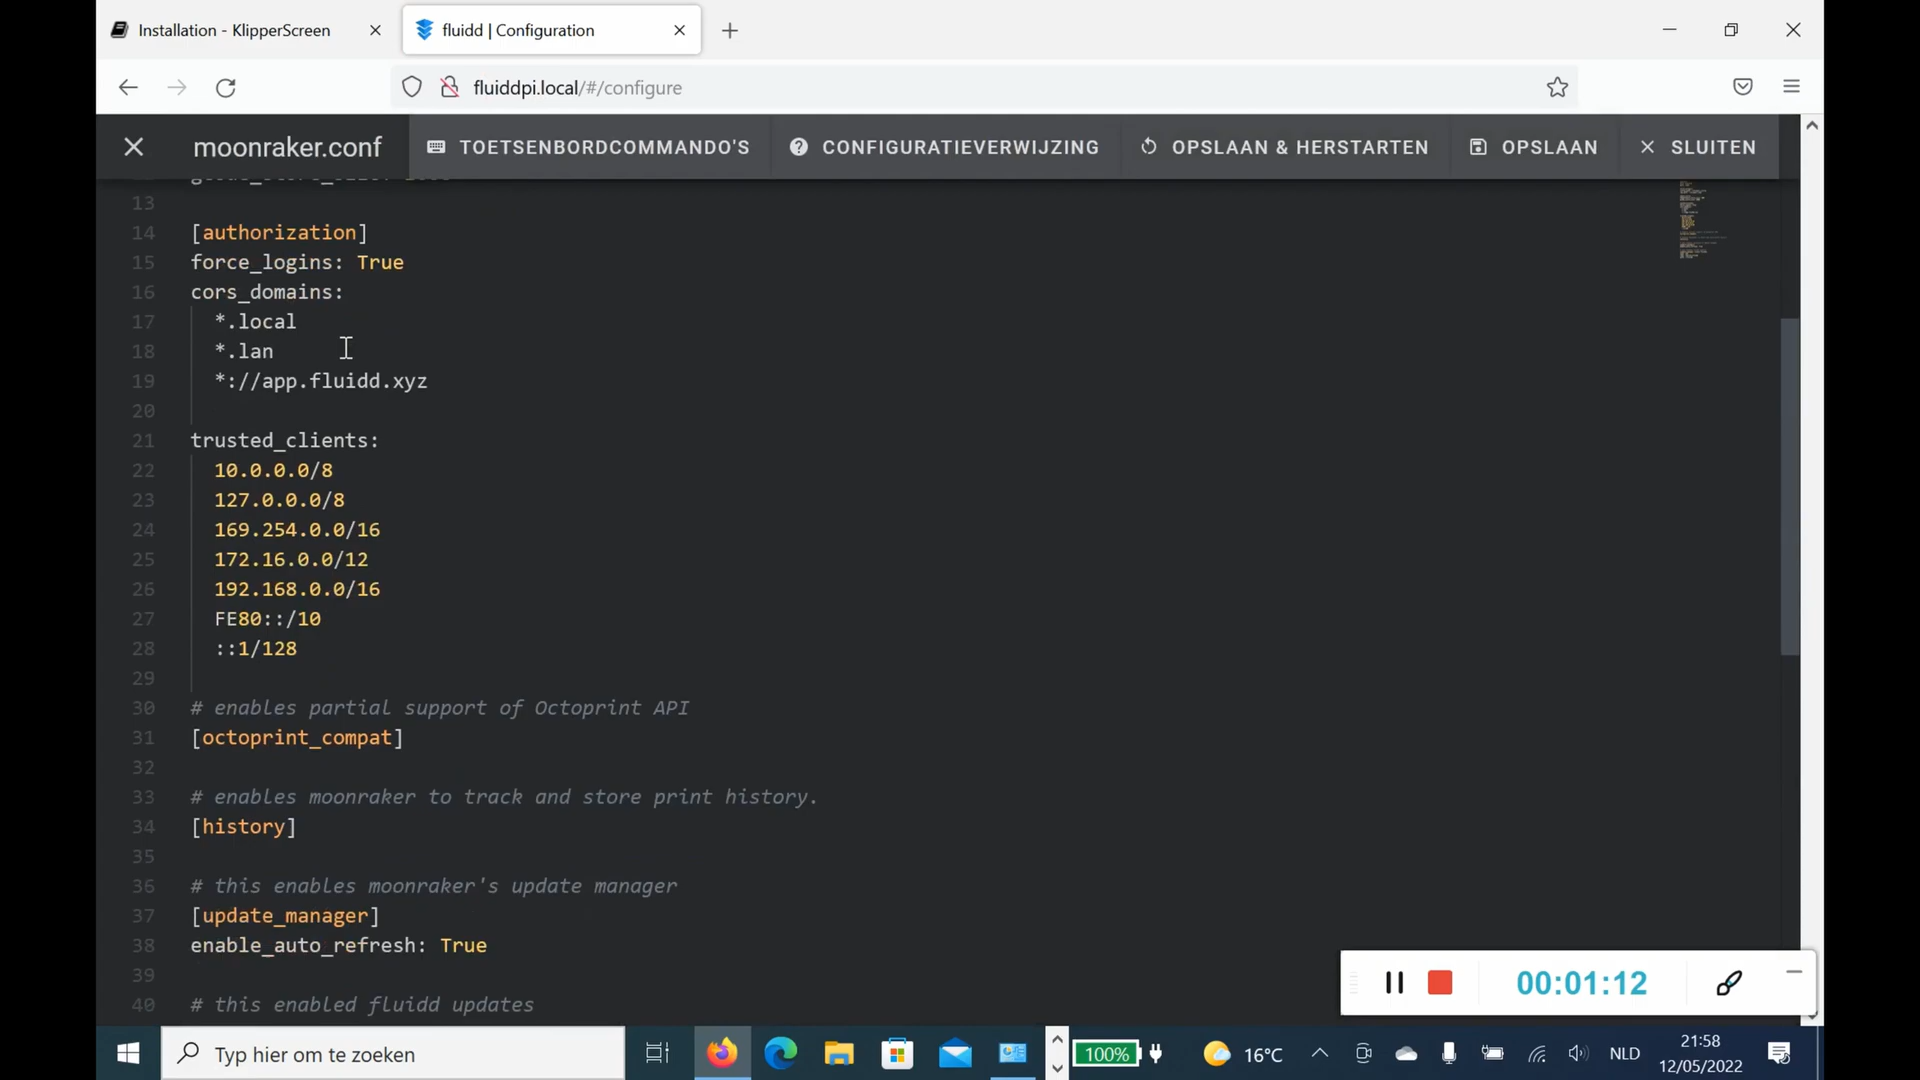 Installation - KlipperScreen
fluidd | Configuration
fluiddpi.local/#/configure
moonraker.conf
TOETSENBORDCOMMANDO'S
CONFIGURATIEVERWIJZING
OPSLAAN & HERSTARTEN
OPSLAAN
SLUITEN
13
14 [authorization]
15 force_logins: True
16 cors_domains:
17 *.local
18 *.lan
19 *://app.fluidd.xyz
20
21 trusted_clients:
22 10.0.0.0/8
23 127.0.0.0/8
24 169.254.0.0/16
25 172.16.0.0/12
26 192.168.0.0/16
27 FE80::/10
28 ::1/128
29
30 # enables partial support of Octoprint API
31 [octoprint_compat]
32
33 # enables moonraker to track and store print history.
34 [history]
35
36 # this enables moonraker's update manager
37 [update_manager]
38 enable_auto_refresh: True
39
40 # this enabled fluidd updates
00:01:12
Typ hier om te zoeken
100%
16°C
NLD
21:58
12/05/2022